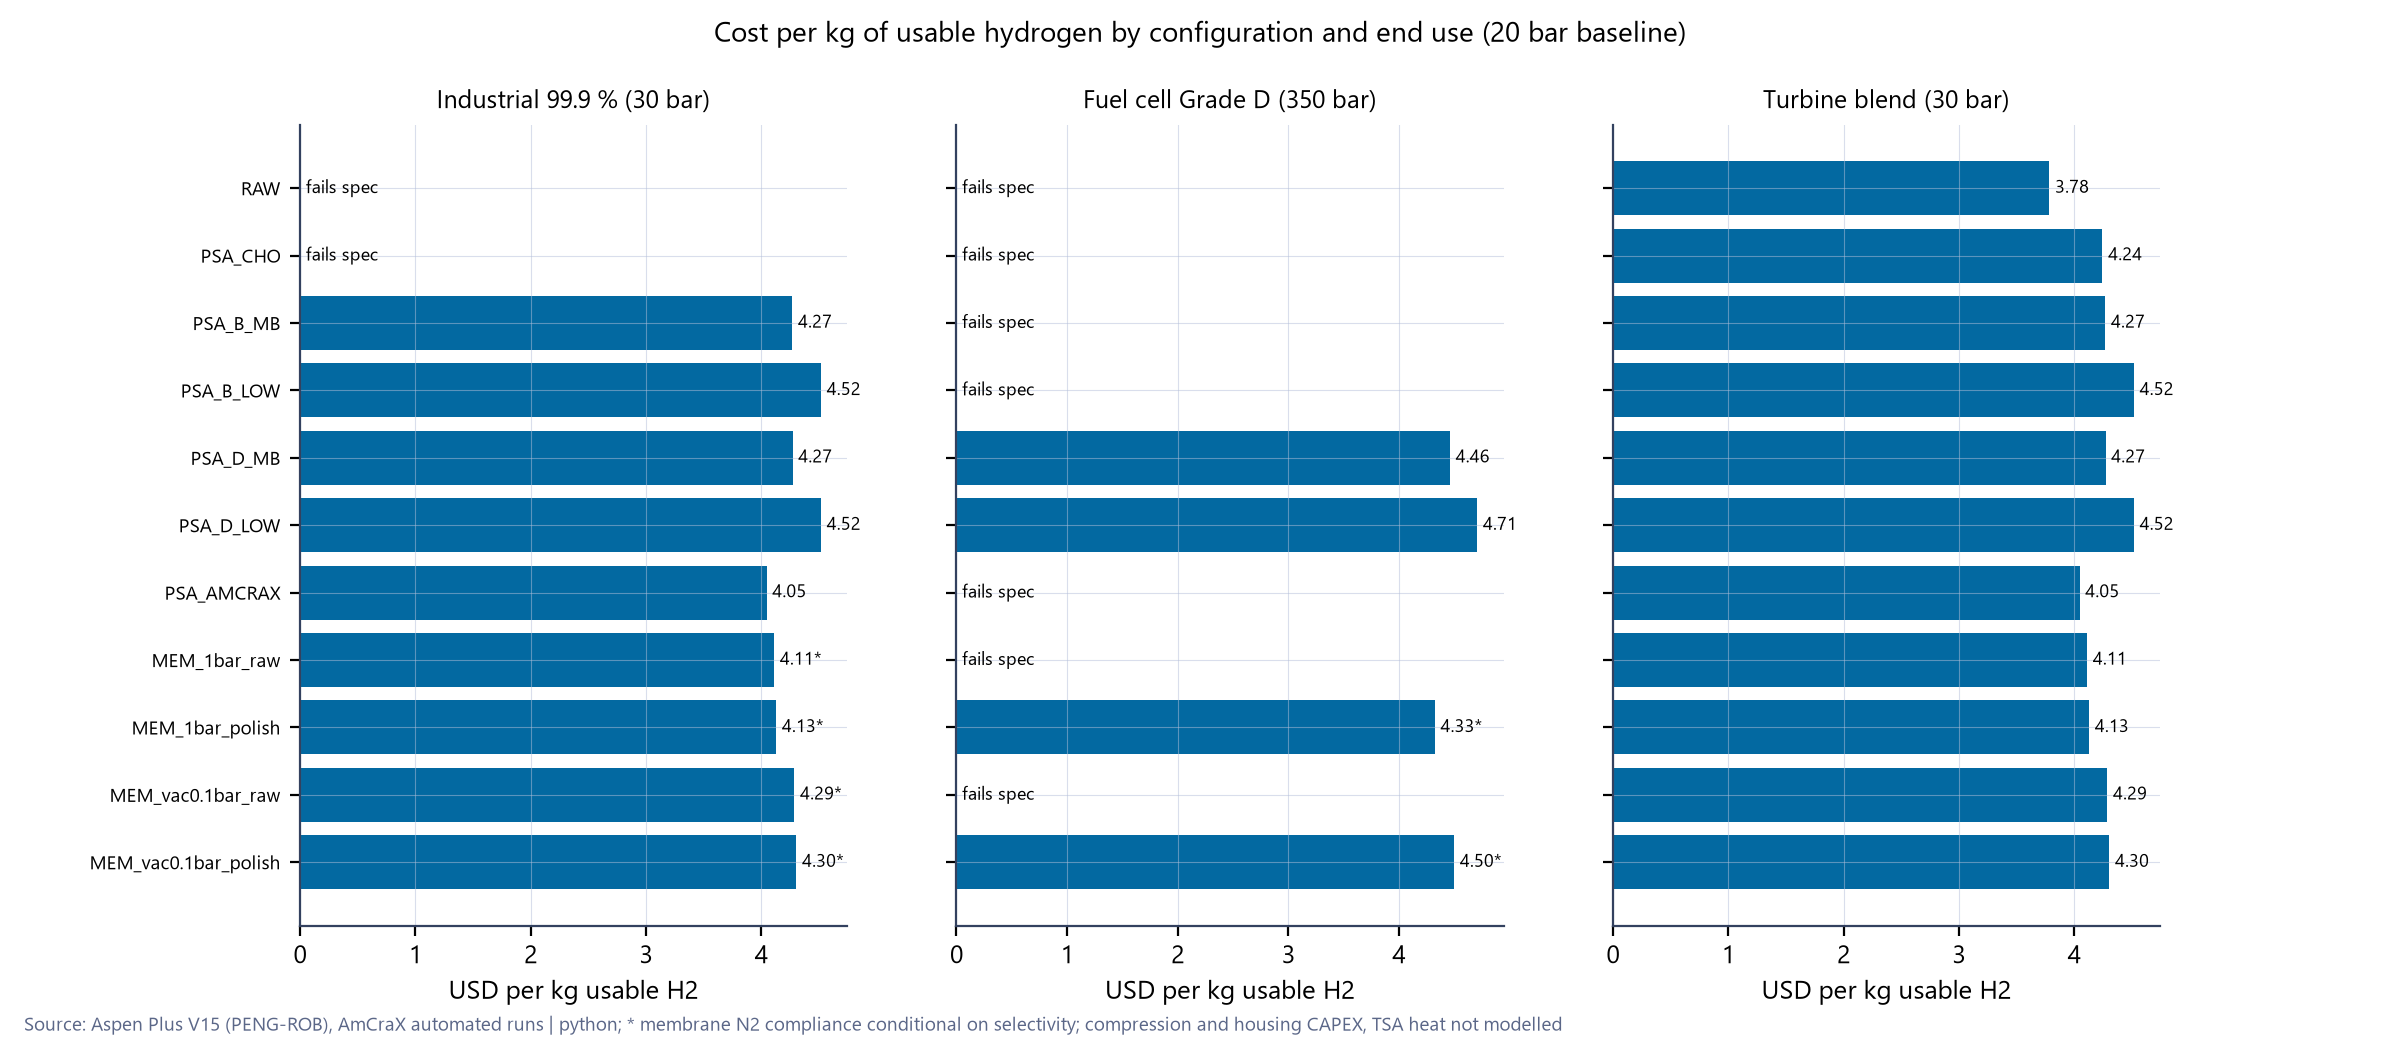 Cost per kg of usable hydrogen by configuration and end use (20 bar baseline)
Industrial 99.9 % (30 bar)
Fuel cell Grade D (350 bar)
Turbine blend (30 bar)
RAW fails spec fails spec 3.78
PSA_CHO fails spec fails spec 4.24
PSA_B_MB 4.27 fails spec 4.27
PSA_B_LOW 4.52 fails spec 4.52
PSA_D_MB 4.27 4.46 4.27
PSA_D_LOW 4.52 4.71 4.52
PSA_AMCRAX 4.05 fails spec 4.05
MEM_1bar_raw 4.11* fails spec 4.11
MEM_1bar_polish 4.13* 4.33* 4.13
MEM_vac0.1bar_raw 4.29* fails spec 4.29
MEM_vac0.1bar_polish 4.30* 4.50* 4.30
0 1 2 3 4 0 1 2 3 4 0 1 2 3 4
USD per kg usable H2 USD per kg usable H2 USD per kg usable H2
Source: Aspen Plus V15 (PENG-ROB), AmCraX automated runs | python; * membrane N2 compliance conditional on selectivity; compression and housing CAPEX, TSA heat not modelled